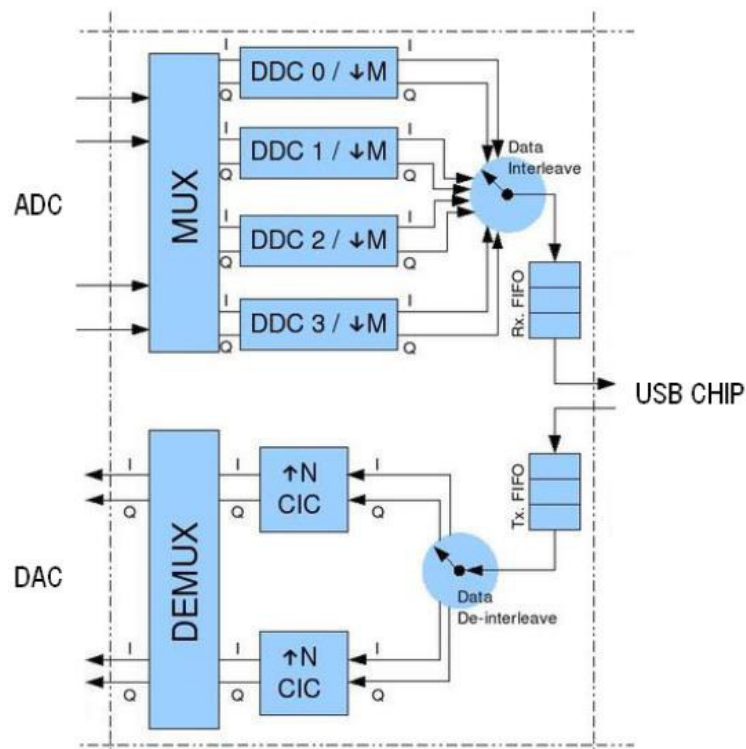 ADC
MUX
I
Q
DDC 0 / ↓M
I
Q
I
Q
DDC 1 / ↓M
I
Q
I
Q
DDC 2 / ↓M
I
Q
I
Q
DDC 3 / ↓M
I
Q
Data
Interleave
Rx. FIFO
USB CHIP
Tx. FIFO
Data
De-interleave
DAC
I
Q
DEMUX
I
Q
↑N
CIC
I
Q
I
Q
I
Q
↑N
CIC
I
Q